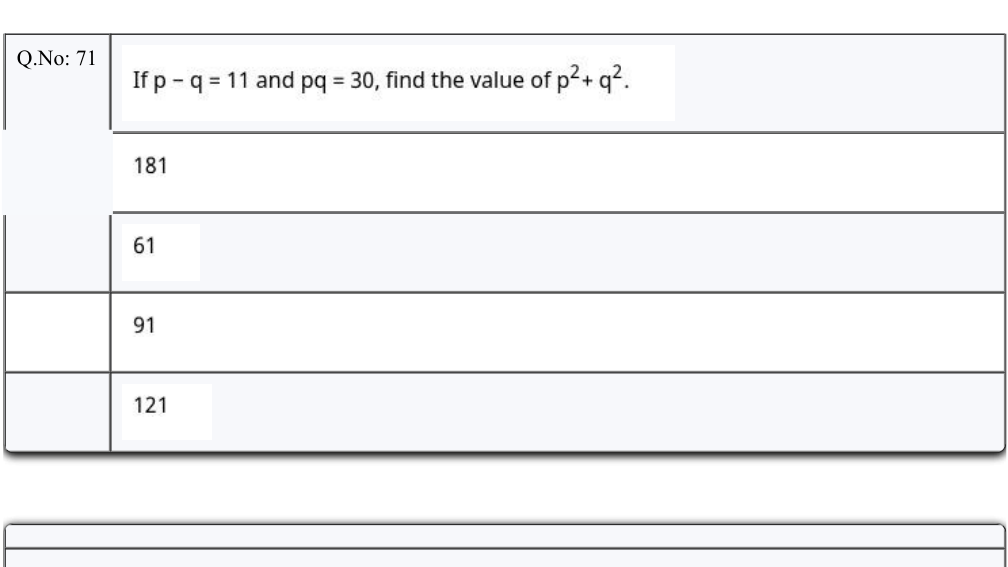 Q.No: 71
If p − q = 11 and pq = 30, find the value of p²+ q².
181
61
91
121